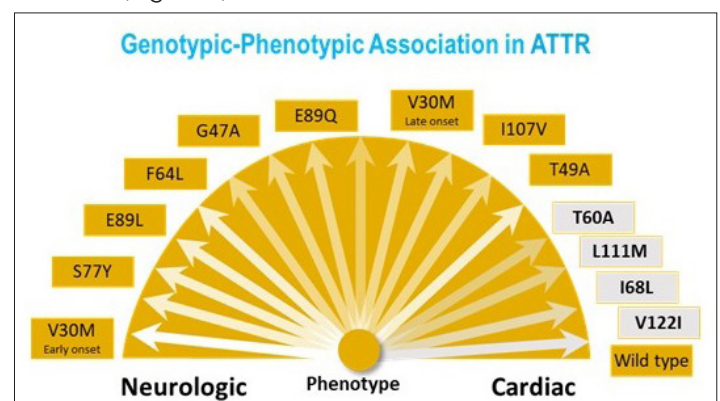 Genotypic-Phenotypic Association in ATTR
V30M
Late onset
E89Q
G47A
I107V
F64L
T49A
E89L
T60A
L111M
S77Y
I68L
V122I
V30M
Early onset
Wild type
Neurologic
Phenotype
Cardiac